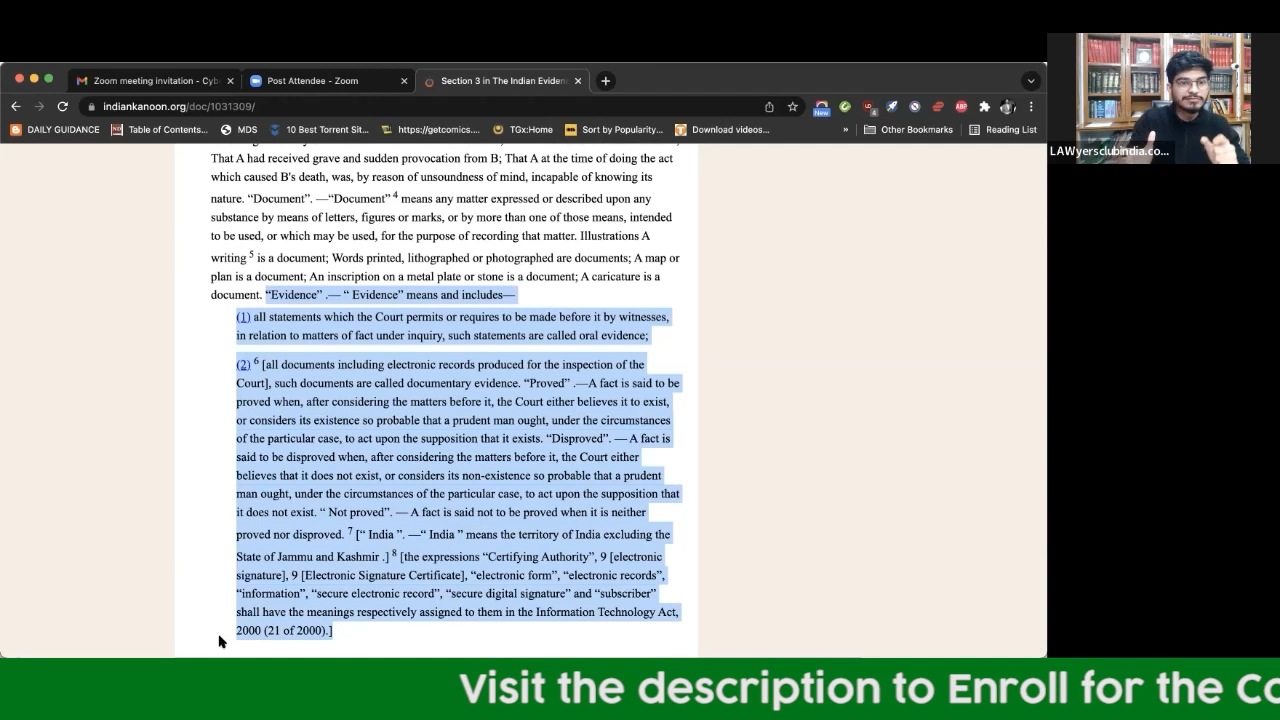 Zoom meeting invitation - Cyb
Post Attendee - Zoom
Section 3 in The Indian Eviden
indiankanoon.org/doc/1031309/
New
4
ABP
DAILY GUIDANCE
Table of Contents...
MDS
10 Best Torrent Sit...
https://getcomics....
TGx:Home
Sort by Popularity...
Download videos...
»
Other Bookmarks
Reading List
LAWyersclubindia.co...
That A had received grave and sudden provocation from B; That A at the time of doing the act
which caused B's death, was, by reason of unsoundness of mind, incapable of knowing its
nature. “Document”. —“Document” 4 means any matter expressed or described upon any
substance by means of letters, figures or marks, or by more than one of those means, intended
to be used, or which may be used, for the purpose of recording that matter. Illustrations A
writing 5 is a document; Words printed, lithographed or photographed are documents; A map or
plan is a document; An inscription on a metal plate or stone is a document; A caricature is a
document. “Evidence” .— “ Evidence” means and includes—
(1) all statements which the Court permits or requires to be made before it by witnesses,
in relation to matters of fact under inquiry, such statements are called oral evidence;
(2) 6 [all documents including electronic records produced for the inspection of the
Court], such documents are called documentary evidence. “Proved” .—A fact is said to be
proved when, after considering the matters before it, the Court either believes it to exist,
or considers its existence so probable that a prudent man ought, under the circumstances
of the particular case, to act upon the supposition that it exists. “Disproved”. — A fact is
said to be disproved when, after considering the matters before it, the Court either
believes that it does not exist, or considers its non-existence so probable that a prudent
man ought, under the circumstances of the particular case, to act upon the supposition that
it does not exist. “ Not proved”. — A fact is said not to be proved when it is neither
proved nor disproved. 7 [“ India ”. —“ India ” means the territory of India excluding the
State of Jammu and Kashmir .] 8 [the expressions “Certifying Authority”, 9 [electronic
signature], 9 [Electronic Signature Certificate], “electronic form”, “electronic records”,
“information”, “secure electronic record”, “secure digital signature” and “subscriber”
shall have the meanings respectively assigned to them in the Information Technology Act,
2000 (21 of 2000).]
Visit the description to Enroll for the Co